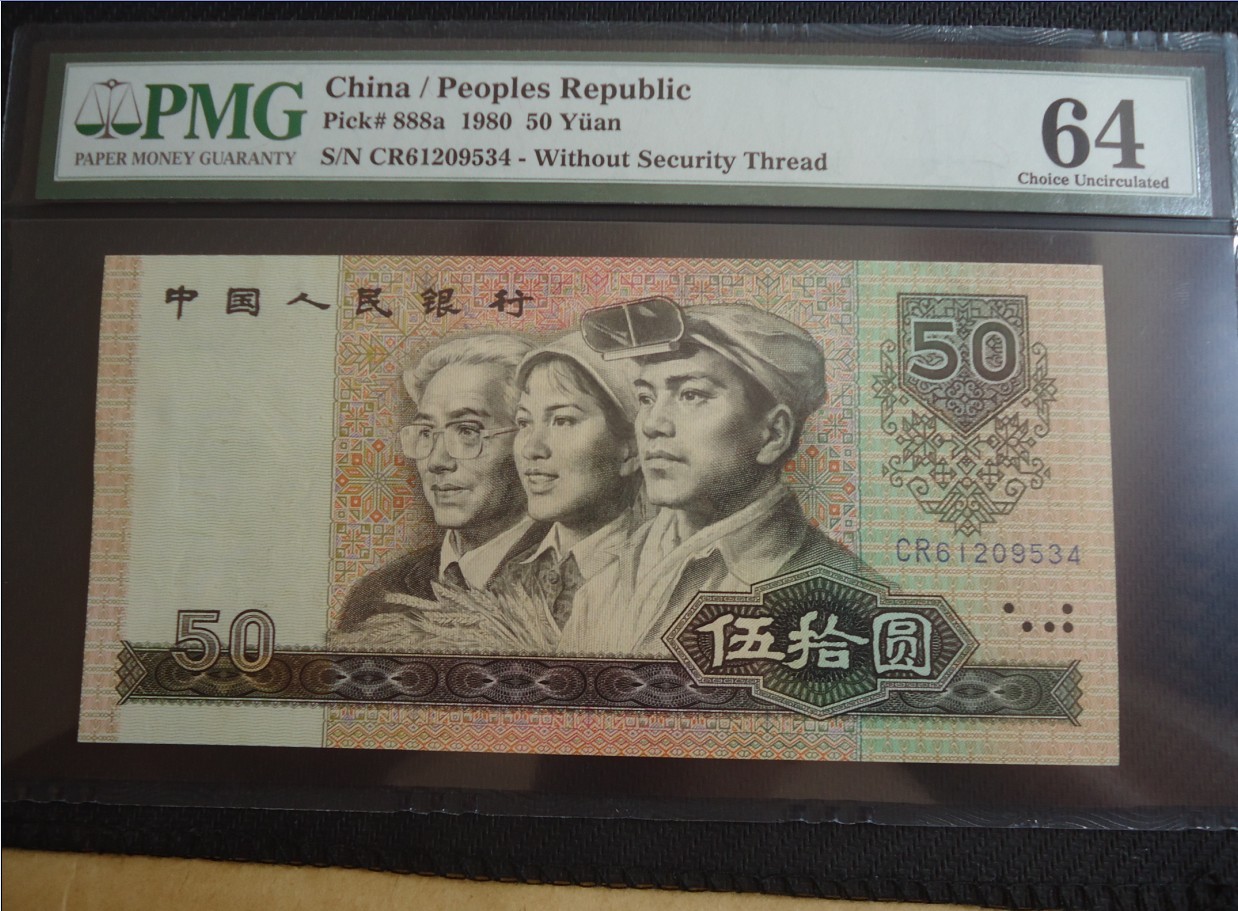 PMG
PAPER MONEY GUARANTY
China / Peoples Republic
Pick# 888a 1980 50 Yüan
S/N CR61209534 - Without Security Thread
64
Choice Uncirculated
中国人民银行
50
CR61209534
50
伍拾圆